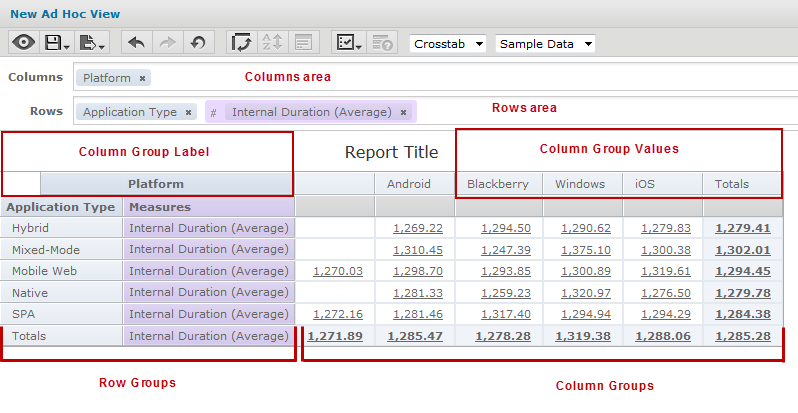 New Ad Hoc View
Crosstab Sample Data
Columns Platform × Columns area
Rows Application Type × # Internal Duration (Average) × Rows area
Column Group Label Report Title Column Group Values
Platform Android Blackberry Windows iOS Totals
Application Type Measures
Hybrid Internal Duration (Average) 1,269.22 1,294.50 1,290.62 1,279.83 1,279.41
Mixed-Mode Internal Duration (Average) 1,310.45 1,247.39 1,375.10 1,300.38 1,302.01
Mobile Web Internal Duration (Average) 1,270.03 1,298.70 1,293.85 1,300.89 1,319.61 1,294.45
Native Internal Duration (Average) 1,281.33 1,259.23 1,320.97 1,276.50 1,279.78
SPA Internal Duration (Average) 1,272.16 1,281.46 1,317.40 1,294.94 1,294.29 1,284.38
Totals Internal Duration (Average) 1,271.89 1,285.47 1,278.28 1,319.38 1,288.06 1,285.28
Row Groups Column Groups